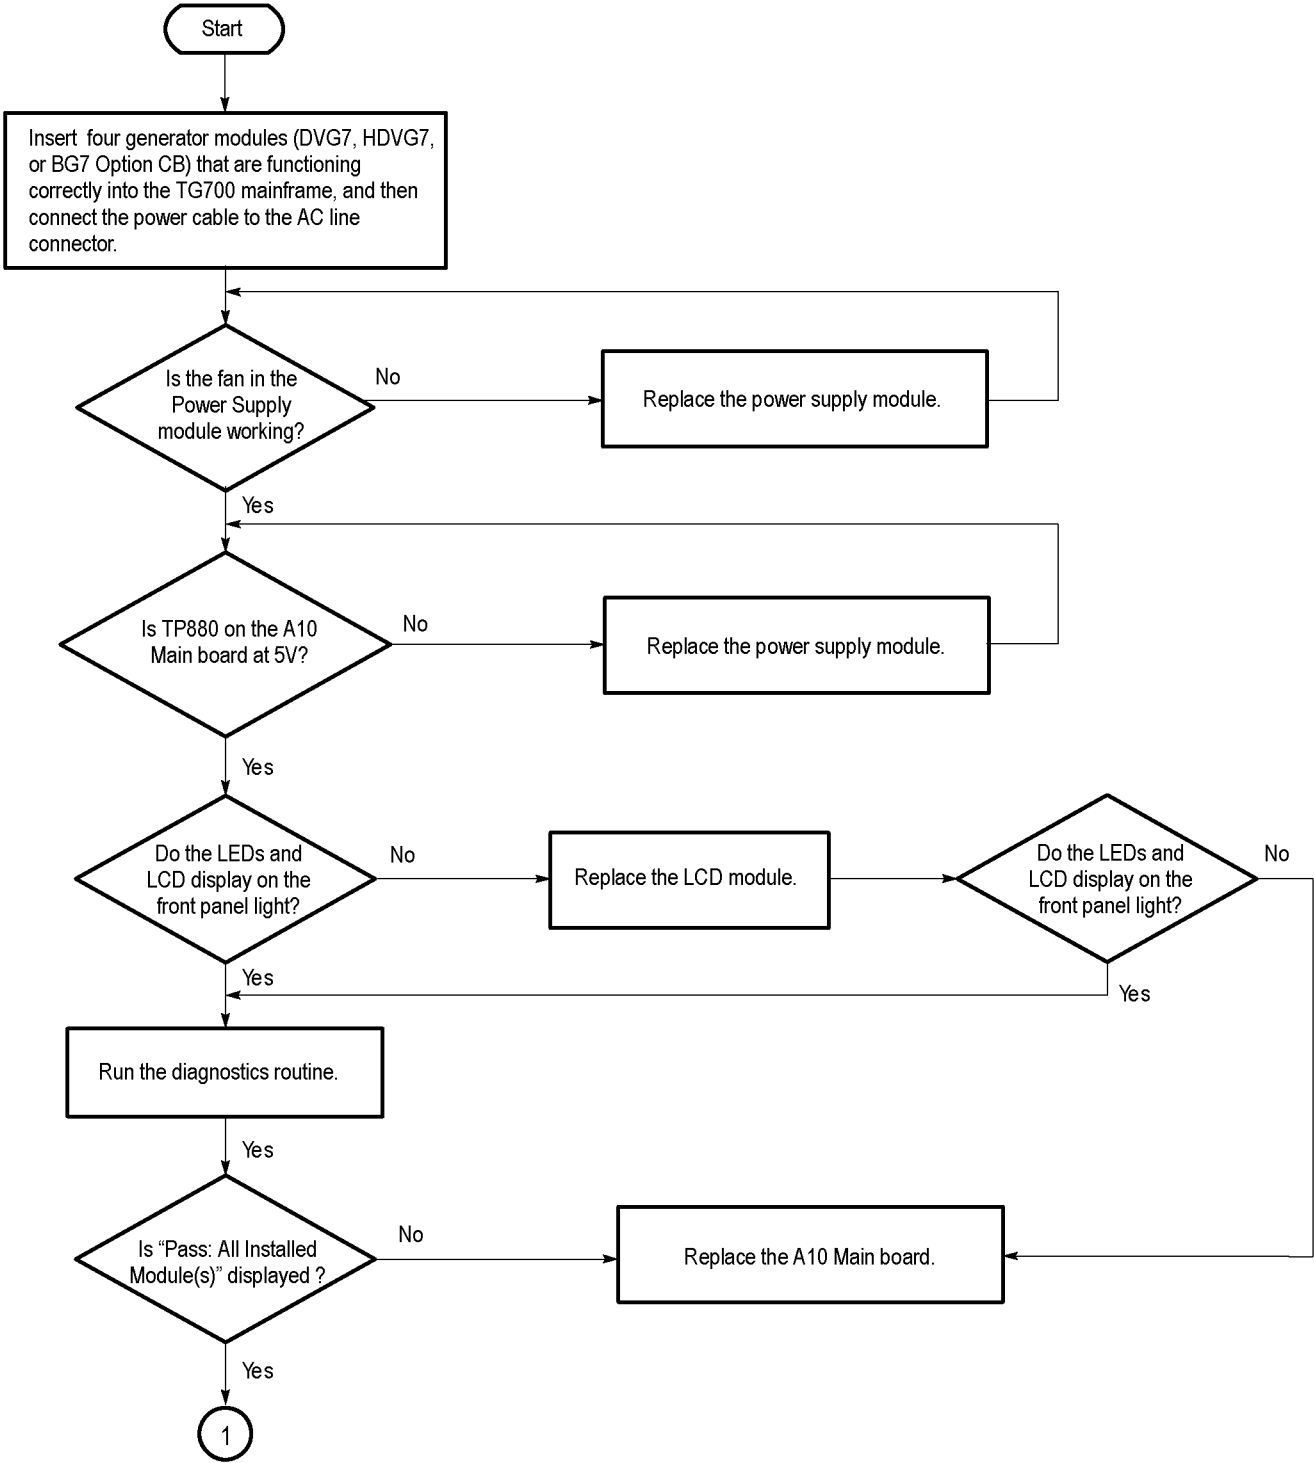 Start
Insert four generator modules (DVG7, HDVG7,
or BG7 Option CB) that are functioning
correctly into the TG700 mainframe, and then
connect the power cable to the AC line
connector.
Is the fan in the
Power Supply
module working?
No
Replace the power supply module.
Yes
Is TP880 on the A10
Main board at 5V?
No
Replace the power supply module.
Yes
Do the LEDs and
LCD display on the
front panel light?
No
Replace the LCD module.
Do the LEDs and
LCD display on the
front panel light?
No
Yes
Yes
Run the diagnostics routine.
Yes
Is “Pass: All Installed
Module(s)” displayed ?
No
Replace the A10 Main board.
Yes
1